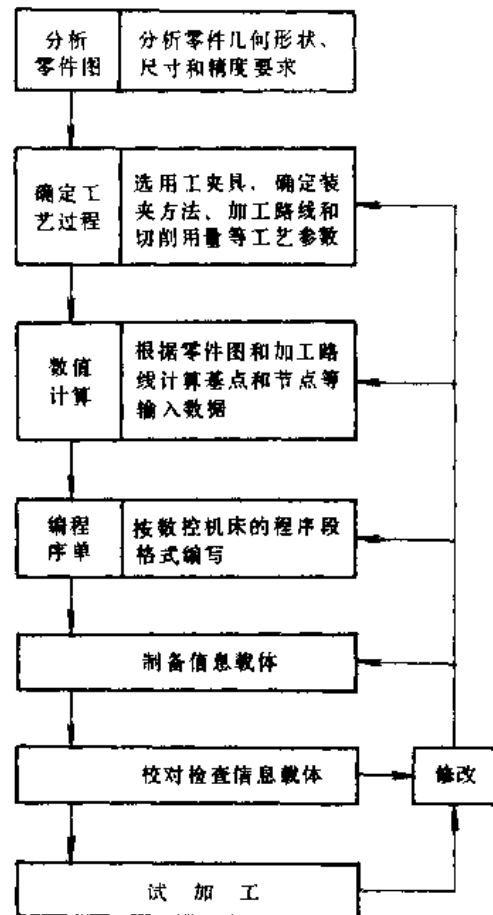 分析
零件图
分析零件几何形状、
尺寸和精度要求
确定工
艺过程
选用工夹具、确定装
夹方法、加工路线和
切削用量等工艺参数
数值
计算
根据零件图和加工路
线计算基点和节点等
输入数据
编程
序单
按数控机床的程序段
格式编写
制备信息载体
校对检查信息载体
修改
试加工